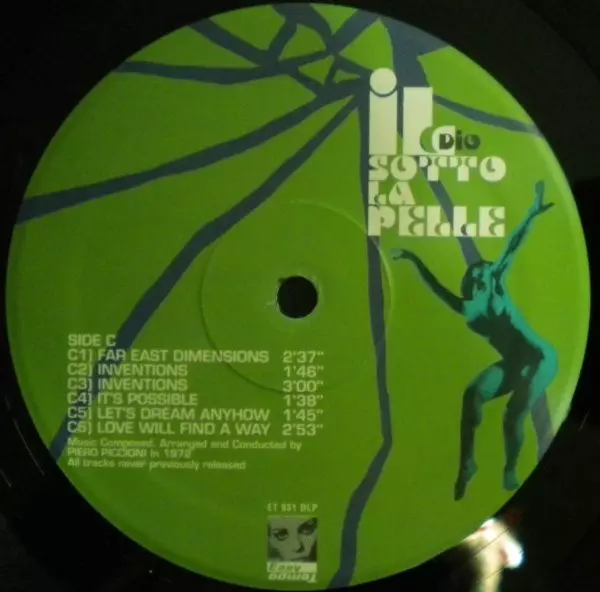 iL
Dio
SOTTO
LA
PELLE
SIDE C
C1) FAR EAST DIMENSIONS 2'37"
C2) INVENTIONS 1'46"
C3) INVENTIONS 3'00"
C4) IT'S POSSIBLE 1'38"
C5) LET'S DREAM ANYHOW 1'45"
C6) LOVE WILL FIND A WAY 2'53"
Music Composed, Arranged and Conducted by
PIERO PICCIONI in 1972
All tracks never previously released
ET 931 DLP
Easy
Tempo